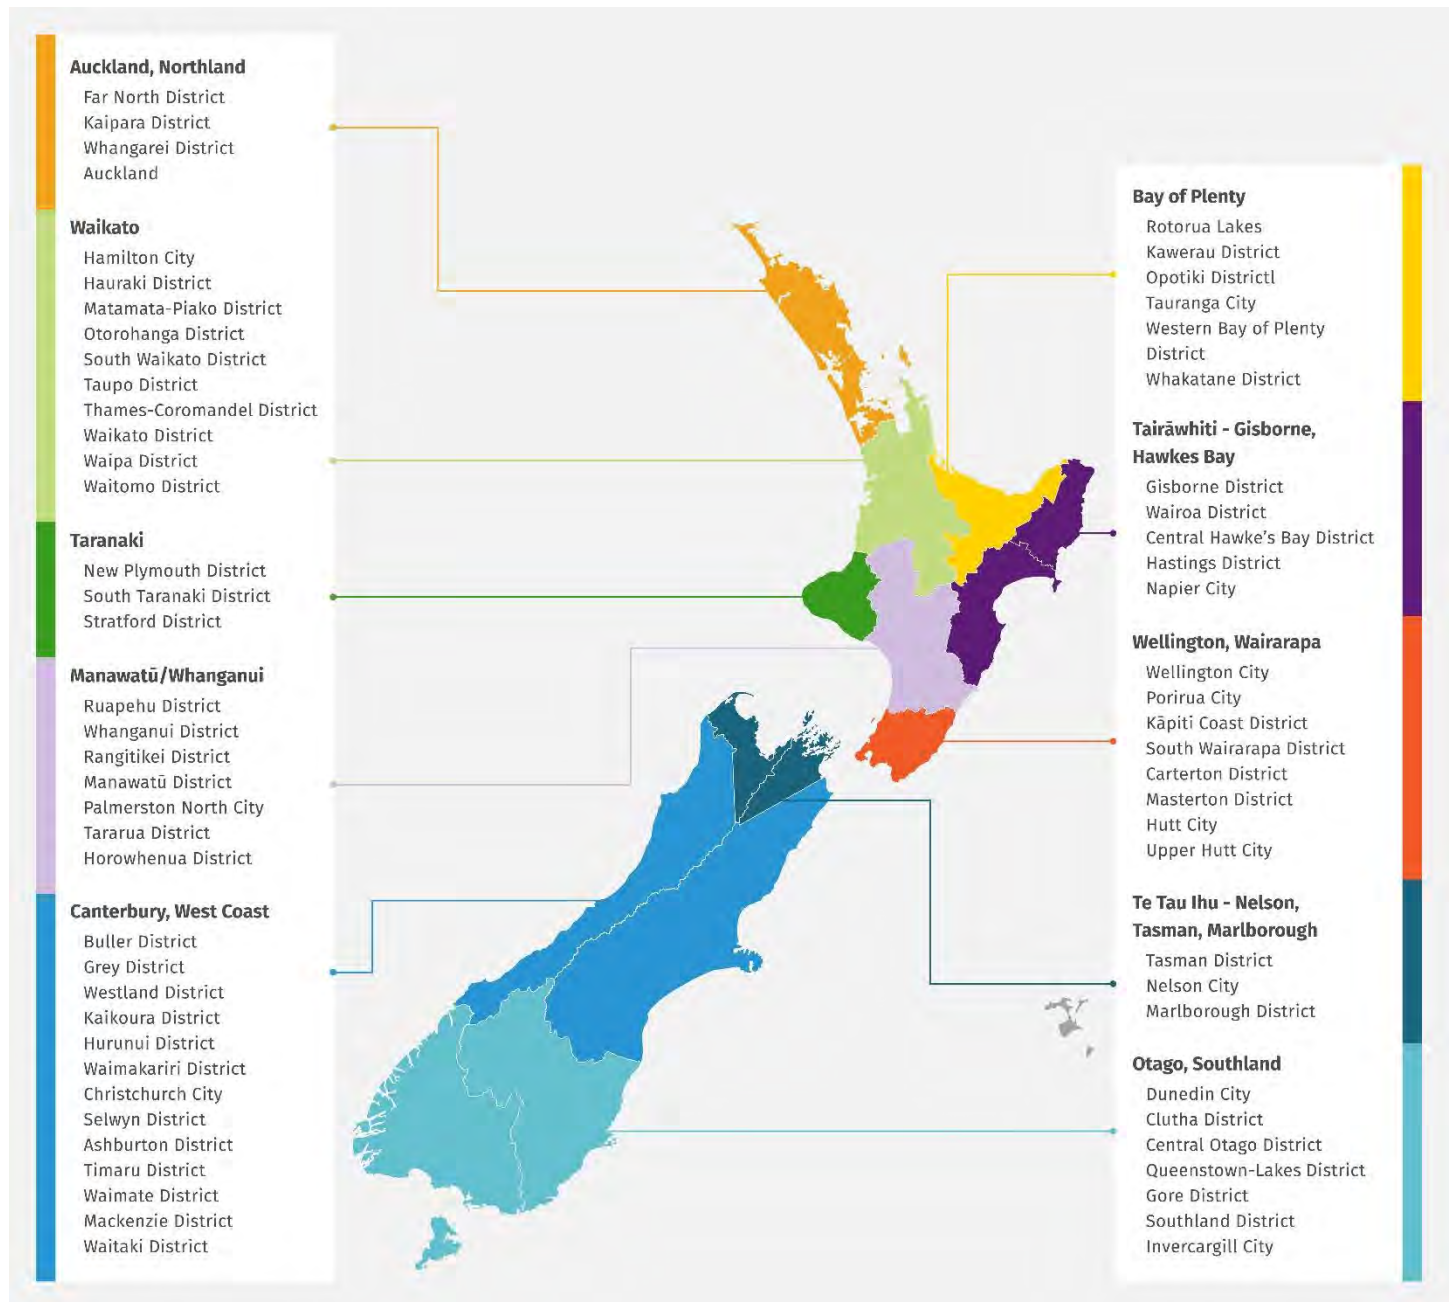 Auckland, Northland
Far North District
Kaipara District
Whangarei District
Auckland
Waikato
Hamilton City
Hauraki District
Matamata-Piako District
Otorohanga District
South Waikato District
Taupo District
Thames-Coromandel District
Waikato District
Waipa District
Waitomo District
Taranaki
New Plymouth District
South Taranaki District
Stratford District
Manawatū/Whanganui
Ruapehu District
Whanganui District
Rangitikei District
Manawatū District
Palmerston North City
Tararua District
Horowhenua District
Canterbury, West Coast
Buller District
Grey District
Westland District
Kaikoura District
Hurunui District
Waimakariri District
Christchurch City
Selwyn District
Ashburton District
Timaru District
Waimate District
Mackenzie District
Waitaki District
Bay of Plenty
Rotorua Lakes
Kawerau District
Opotiki Districtl
Tauranga City
Western Bay of Plenty
District
Whakatane District
Tairāwhiti - Gisborne,
Hawkes Bay
Gisborne District
Wairoa District
Central Hawke's Bay District
Hastings District
Napier City
Wellington, Wairarapa
Wellington City
Porirua City
Kāpiti Coast District
South Wairarapa District
Carterton District
Masterton District
Hutt City
Upper Hutt City
Te Tau Ihu - Nelson,
Tasman, Marlborough
Tasman District
Nelson City
Marlborough District
Otago, Southland
Dunedin City
Clutha District
Central Otago District
Queenstown-Lakes District
Gore District
Southland District
Invercargill City